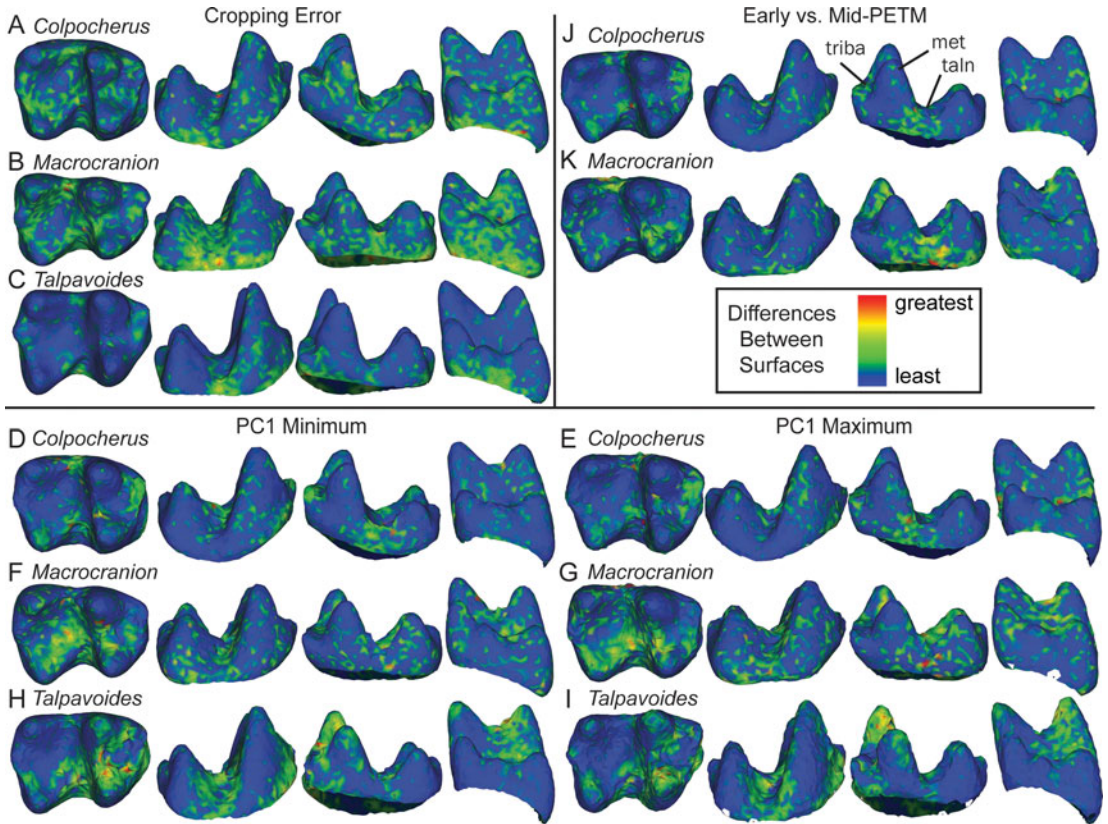 Cropping Error
A Colpocherus
B Macrocranion
C Talpavoides
Early vs. Mid-PETM
J Colpocherus
triba
met
taln
K Macrocranion
Differences
Between
Surfaces
greatest
least
PC1 Minimum
D Colpocherus
F Macrocranion
H Talpavoides
PC1 Maximum
E Colpocherus
G Macrocranion
I Talpavoides